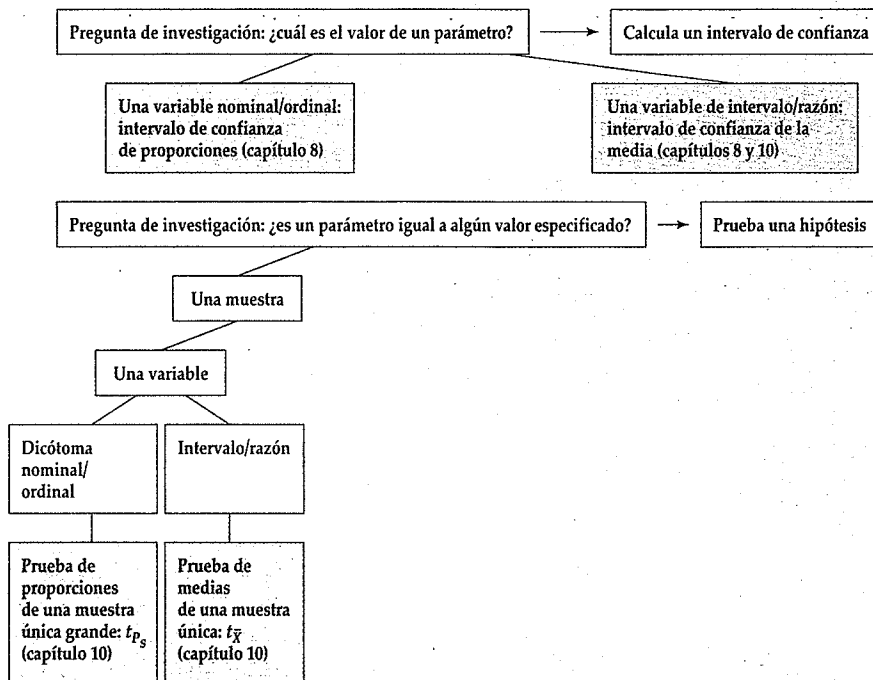 Pregunta de investigación: ¿cuál es el valor de un parámetro?
Calcula un intervalo de confianza
Una variable nominal/ordinal:
intervalo de confianza
de proporciones (capítulo 8)
Una variable de intervalo/razón:
intervalo de confianza de la
media (capítulos 8 y 10)
Pregunta de investigación: ¿es un parámetro igual a algún valor especificado?
Prueba una hipótesis
Una muestra
Una variable
Dicótoma
nominal/
ordinal
Intervalo/razón
Prueba de
proporciones
de una muestra
única grande: t_{P_S}
(capítulo 10)
Prueba de
medias
de una muestra
única: t_{X̄}
(capítulo 10)